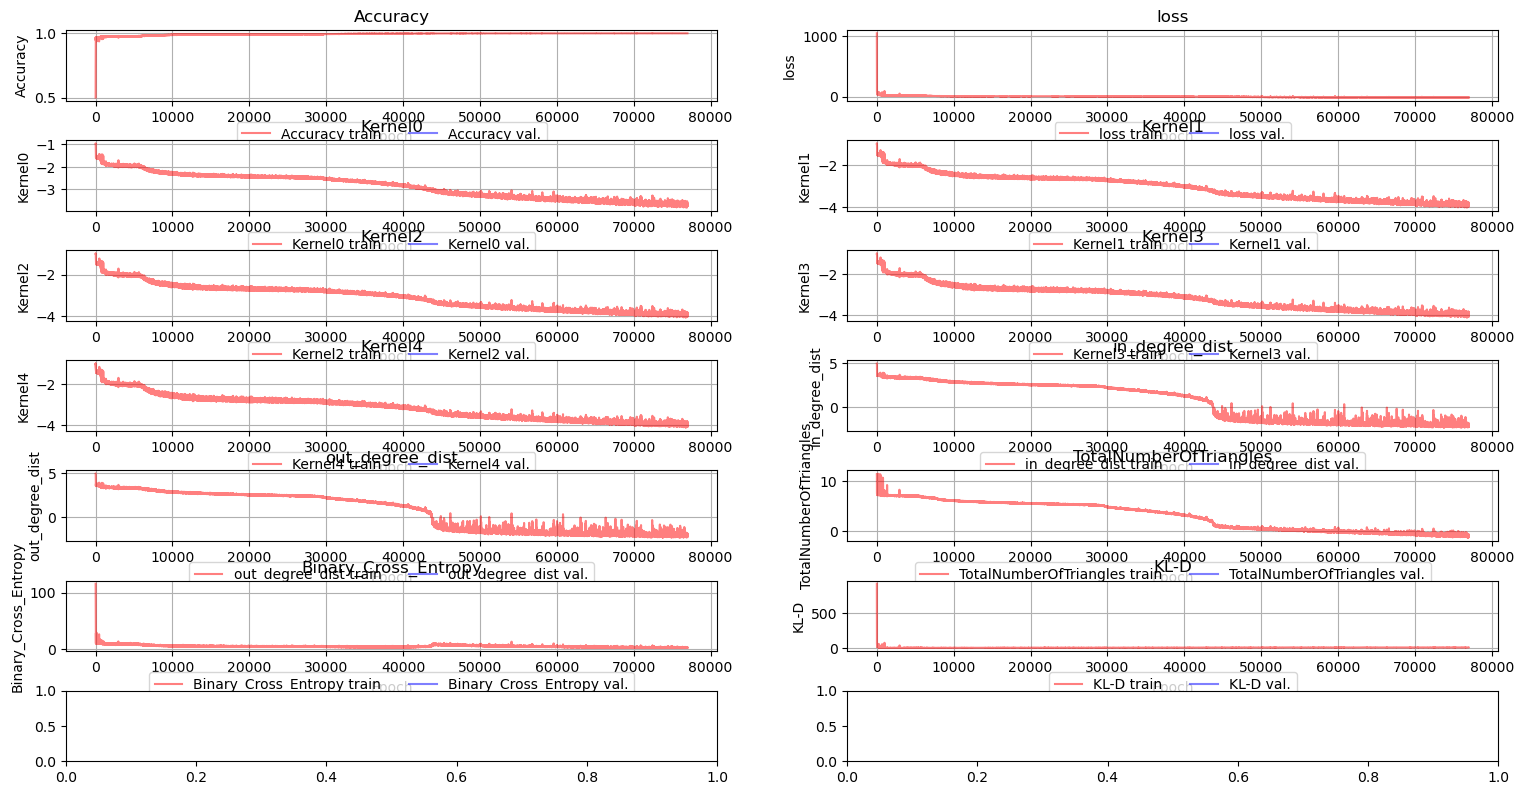 Accuracy
Accuracy
1.0
0.5
0 10000 20000 30000 40000 50000 60000 70000 80000
Accuracy train Accuracy val.
loss
loss
1000
0
0 10000 20000 30000 40000 50000 60000 70000 80000
loss train loss val.
Kernel0
Kernel0
−1
−2
−3
0 10000 20000 30000 40000 50000 60000 70000 80000
Kernel0 train Kernel0 val.
Kernel1
Kernel1
−2
−4
0 10000 20000 30000 40000 50000 60000 70000 80000
Kernel1 train Kernel1 val.
Kernel2
Kernel2
−2
−4
0 10000 20000 30000 40000 50000 60000 70000 80000
Kernel2 train Kernel2 val.
Kernel3
Kernel3
−2
−4
0 10000 20000 30000 40000 50000 60000 70000 80000
Kernel3 train Kernel3 val.
Kernel4
Kernel4
−2
−4
0 10000 20000 30000 40000 50000 60000 70000 80000
Kernel4 train Kernel4 val.
in_degree_dist
in_degree_dist
5
0
0 10000 20000 30000 40000 50000 60000 70000 80000
in_degree_dist train in_degree_dist val.
out_degree_dist
out_degree_dist
5
0
0 10000 20000 30000 40000 50000 60000 70000 80000
out_degree_dist train out_degree_dist val.
TotalNumberOfTriangles
TotalNumberOfTriangles
10
0
0 10000 20000 30000 40000 50000 60000 70000 80000
TotalNumberOfTriangles train TotalNumberOfTriangles val.
Binary_Cross_Entropy
Binary_Cross_Entropy
100
0
0 10000 20000 30000 40000 50000 60000 70000 80000
Binary_Cross_Entropy train Binary_Cross_Entropy val.
KL-D
KL-D
500
0
0 10000 20000 30000 40000 50000 60000 70000 80000
KL-D train KL-D val.
1.0
0.5
0.0
0.0 0.2 0.4 0.6 0.8 1.0
1.0
0.5
0.0
0.0 0.2 0.4 0.6 0.8 1.0